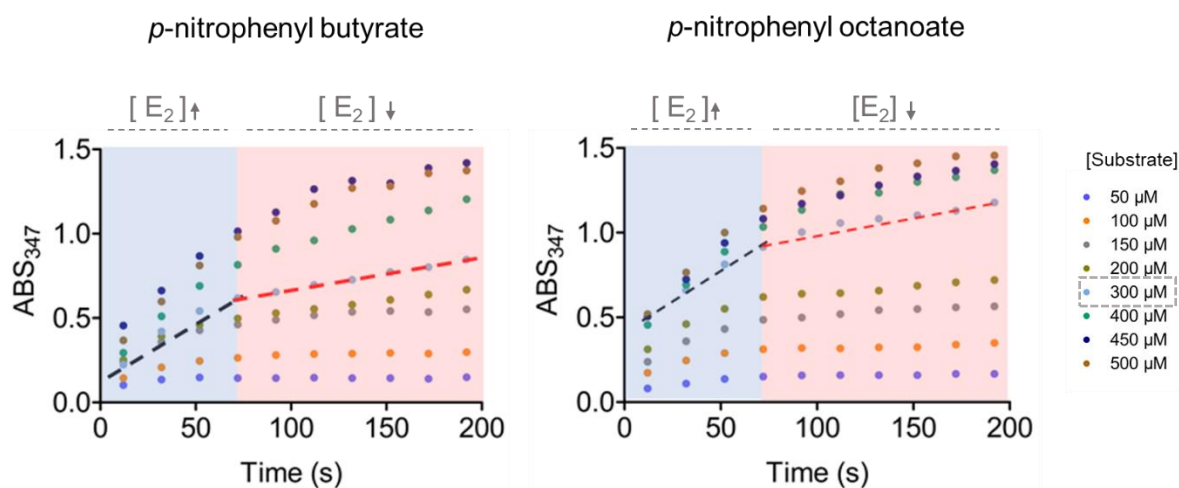 p-nitrophenyl butyrate
p-nitrophenyl octanoate
[ E₂ ]↑
[ E₂ ] ↓
[ E₂ ]↑
[E₂] ↓
ABS₃₄₇
1.5
1.0
0.5
0.0
0
50
100
150
200
Time (s)
ABS₃₄₇
1.5
1.0
0.5
0.0
0
50
100
150
200
Time (s)
[Substrate]
50 µM
100 µM
150 µM
200 µM
300 µM
400 µM
450 µM
500 µM